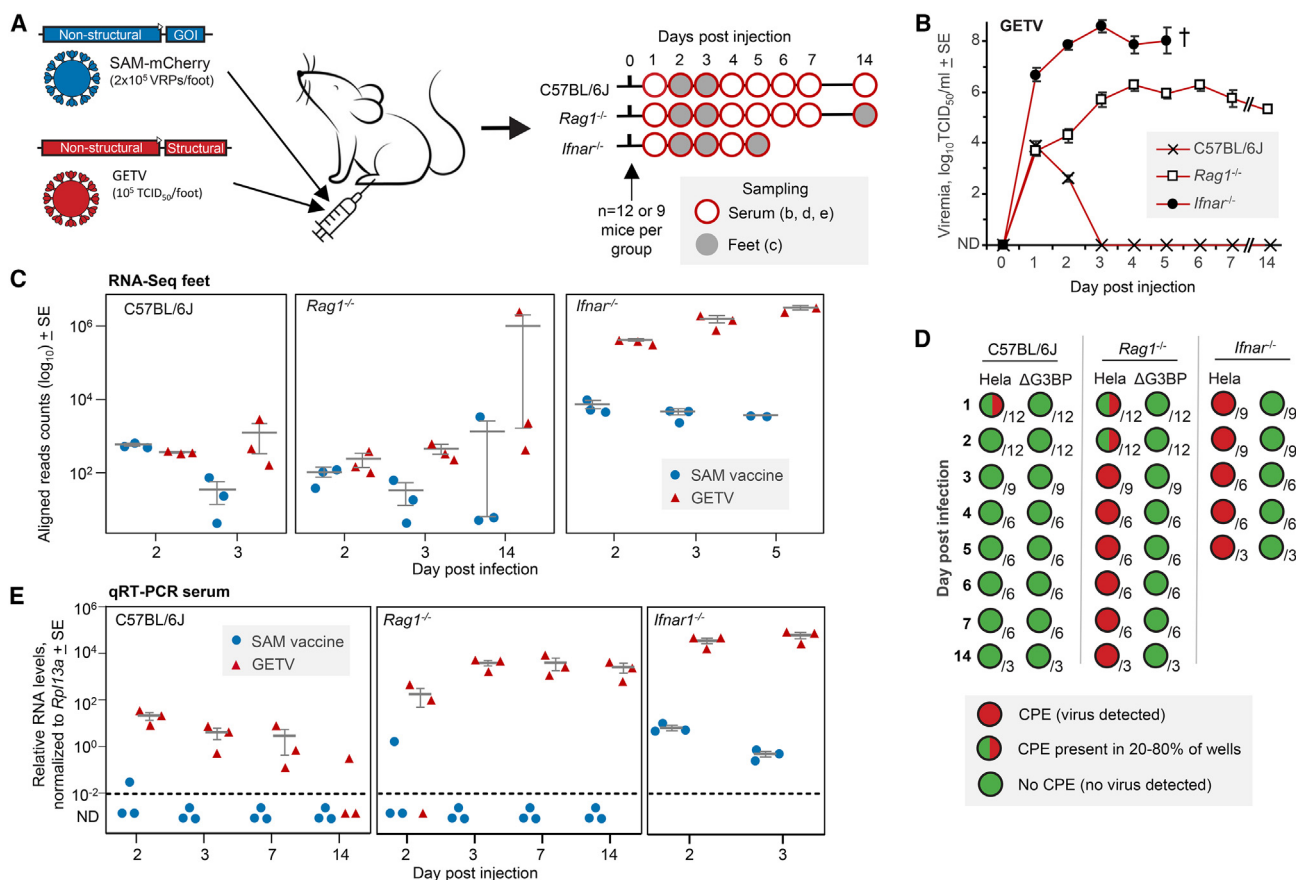 A
Non-structural GOI
SAM-mCherry
(2x10⁵ VRPs/foot)
Non-structural Structural
GETV
(10⁵ TCID₅₀/foot)
Days post injection
0 1 2 3 4 5 6 7 14
C57BL/6J
Rag1-/-
Ifnar-/-
n=12 or 9
mice per
group
Sampling
Serum (b, d, e)
Feet (c)
B
GETV
Viremia, log₁₀TCID₅₀/ml ± SE
8
6
4
2
ND
†
C57BL/6J
Rag1-/-
Ifnar-/-
0 1 2 3 4 5 6 7 14
Day post injection
C
RNA-Seq feet
Aligned reads counts (log₁₀) ± SE
10⁶
10⁴
10²
C57BL/6J
Rag1-/-
Ifnar-/-
SAM vaccine
GETV
2 3 2 3 14 2 3 5
Day post infection
D
C57BL/6J Rag1-/- Ifnar-/-
Hela ΔG3BP Hela ΔG3BP Hela
Day post infection
1 /12 /12 /12 /12 /9 /9
2 /12 /12 /12 /12 /9 /9
3 /9 /9 /9 /9 /6 /6
4 /6 /6 /6 /6 /6 /6
5 /6 /6 /6 /6 /3 /3
6 /6 /6 /6 /6
7 /6 /6 /6 /6
14 /3 /3 /3 /3
CPE (virus detected)
CPE present in 20-80% of wells
No CPE (no virus detected)
E
qRT-PCR serum
Relative RNA levels,
normalized to Rpl13a ± SE
10⁶
10⁴
10²
10⁰
10⁻²
ND
C57BL/6J
SAM vaccine
GETV
Rag1-/-
Ifnar1-/-
2 3 7 14 2 3 7 14 2 3
Day post injection